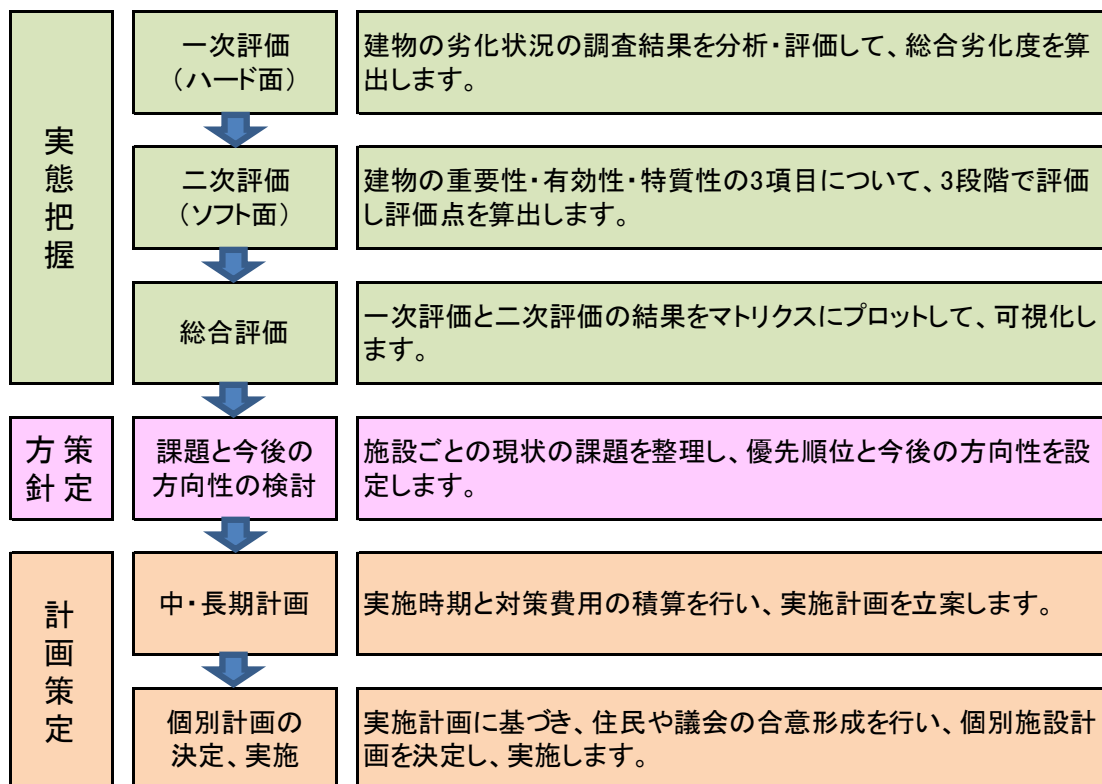 実態把握
一次評価
（ハード面）
建物の劣化状況の調査結果を分析・評価して、総合劣化度を算
出します。
二次評価
（ソフト面）
建物の重要性・有効性・特質性の3項目について、3段階で評価
し評価点を算出します。
総合評価
一次評価と二次評価の結果をマトリクスにプロットして、可視化し
ます。
方策
針定
課題と今後の
方向性の検討
施設ごとの現状の課題を整理し、優先順位と今後の方向性を設
定します。
計画策定
中・長期計画
実施時期と対策費用の積算を行い、実施計画を立案します。
個別計画の
決定、実施
実施計画に基づき、住民や議会の合意形成を行い、個別施設計
画を決定し、実施します。